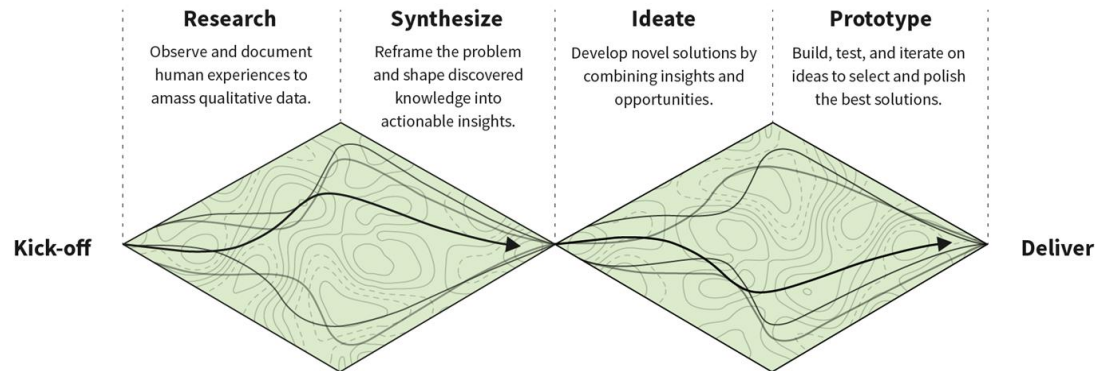 Research
Observe and document
human experiences to
amass qualitative data.
Synthesize
Reframe the problem
and shape discovered
knowledge into
actionable insights.
Ideate
Develop novel solutions by
combining insights and
opportunities.
Prototype
Build, test, and iterate on
ideas to select and polish
the best solutions.
Kick-off
Deliver